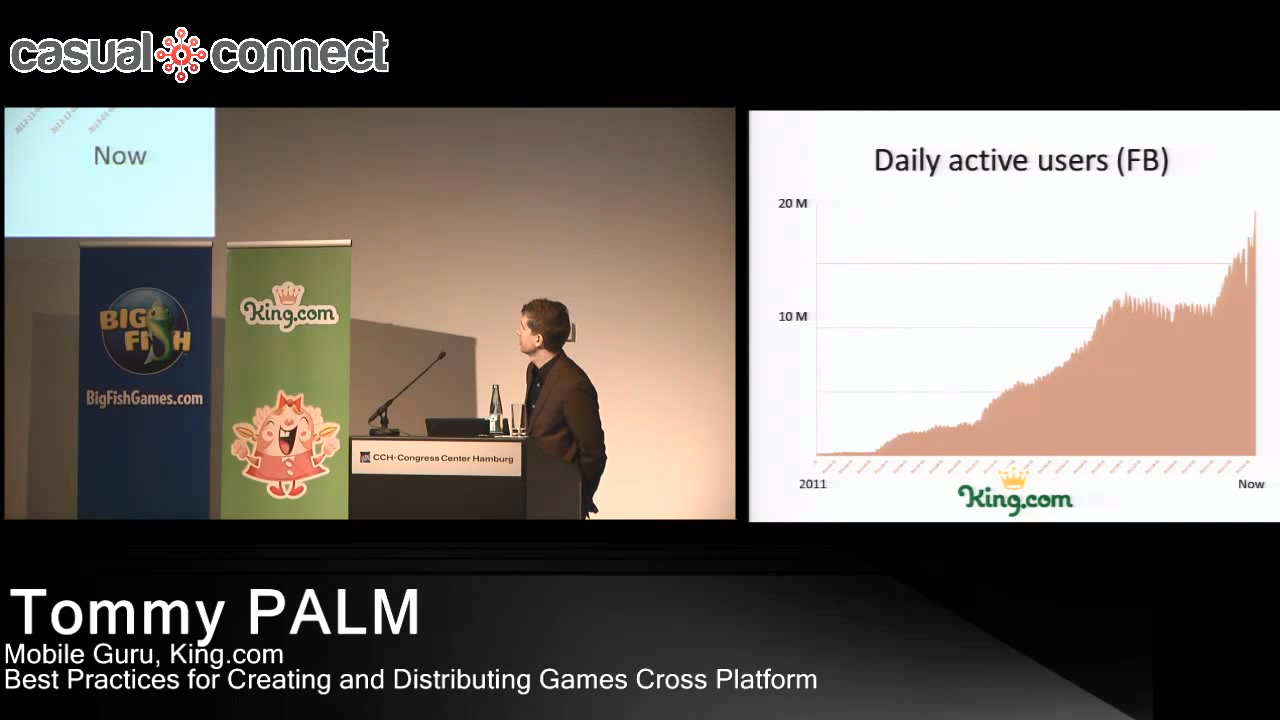 casual connect
Now
Daily active users (FB)
20 M
10 M
2011
Now
King.com
BIG
FISH
BigFishGames.com
King.com
CCH·Congress Center Hamburg
Tommy PALM
Mobile Guru, King.com
Best Practices for Creating and Distributing Games Cross Platform